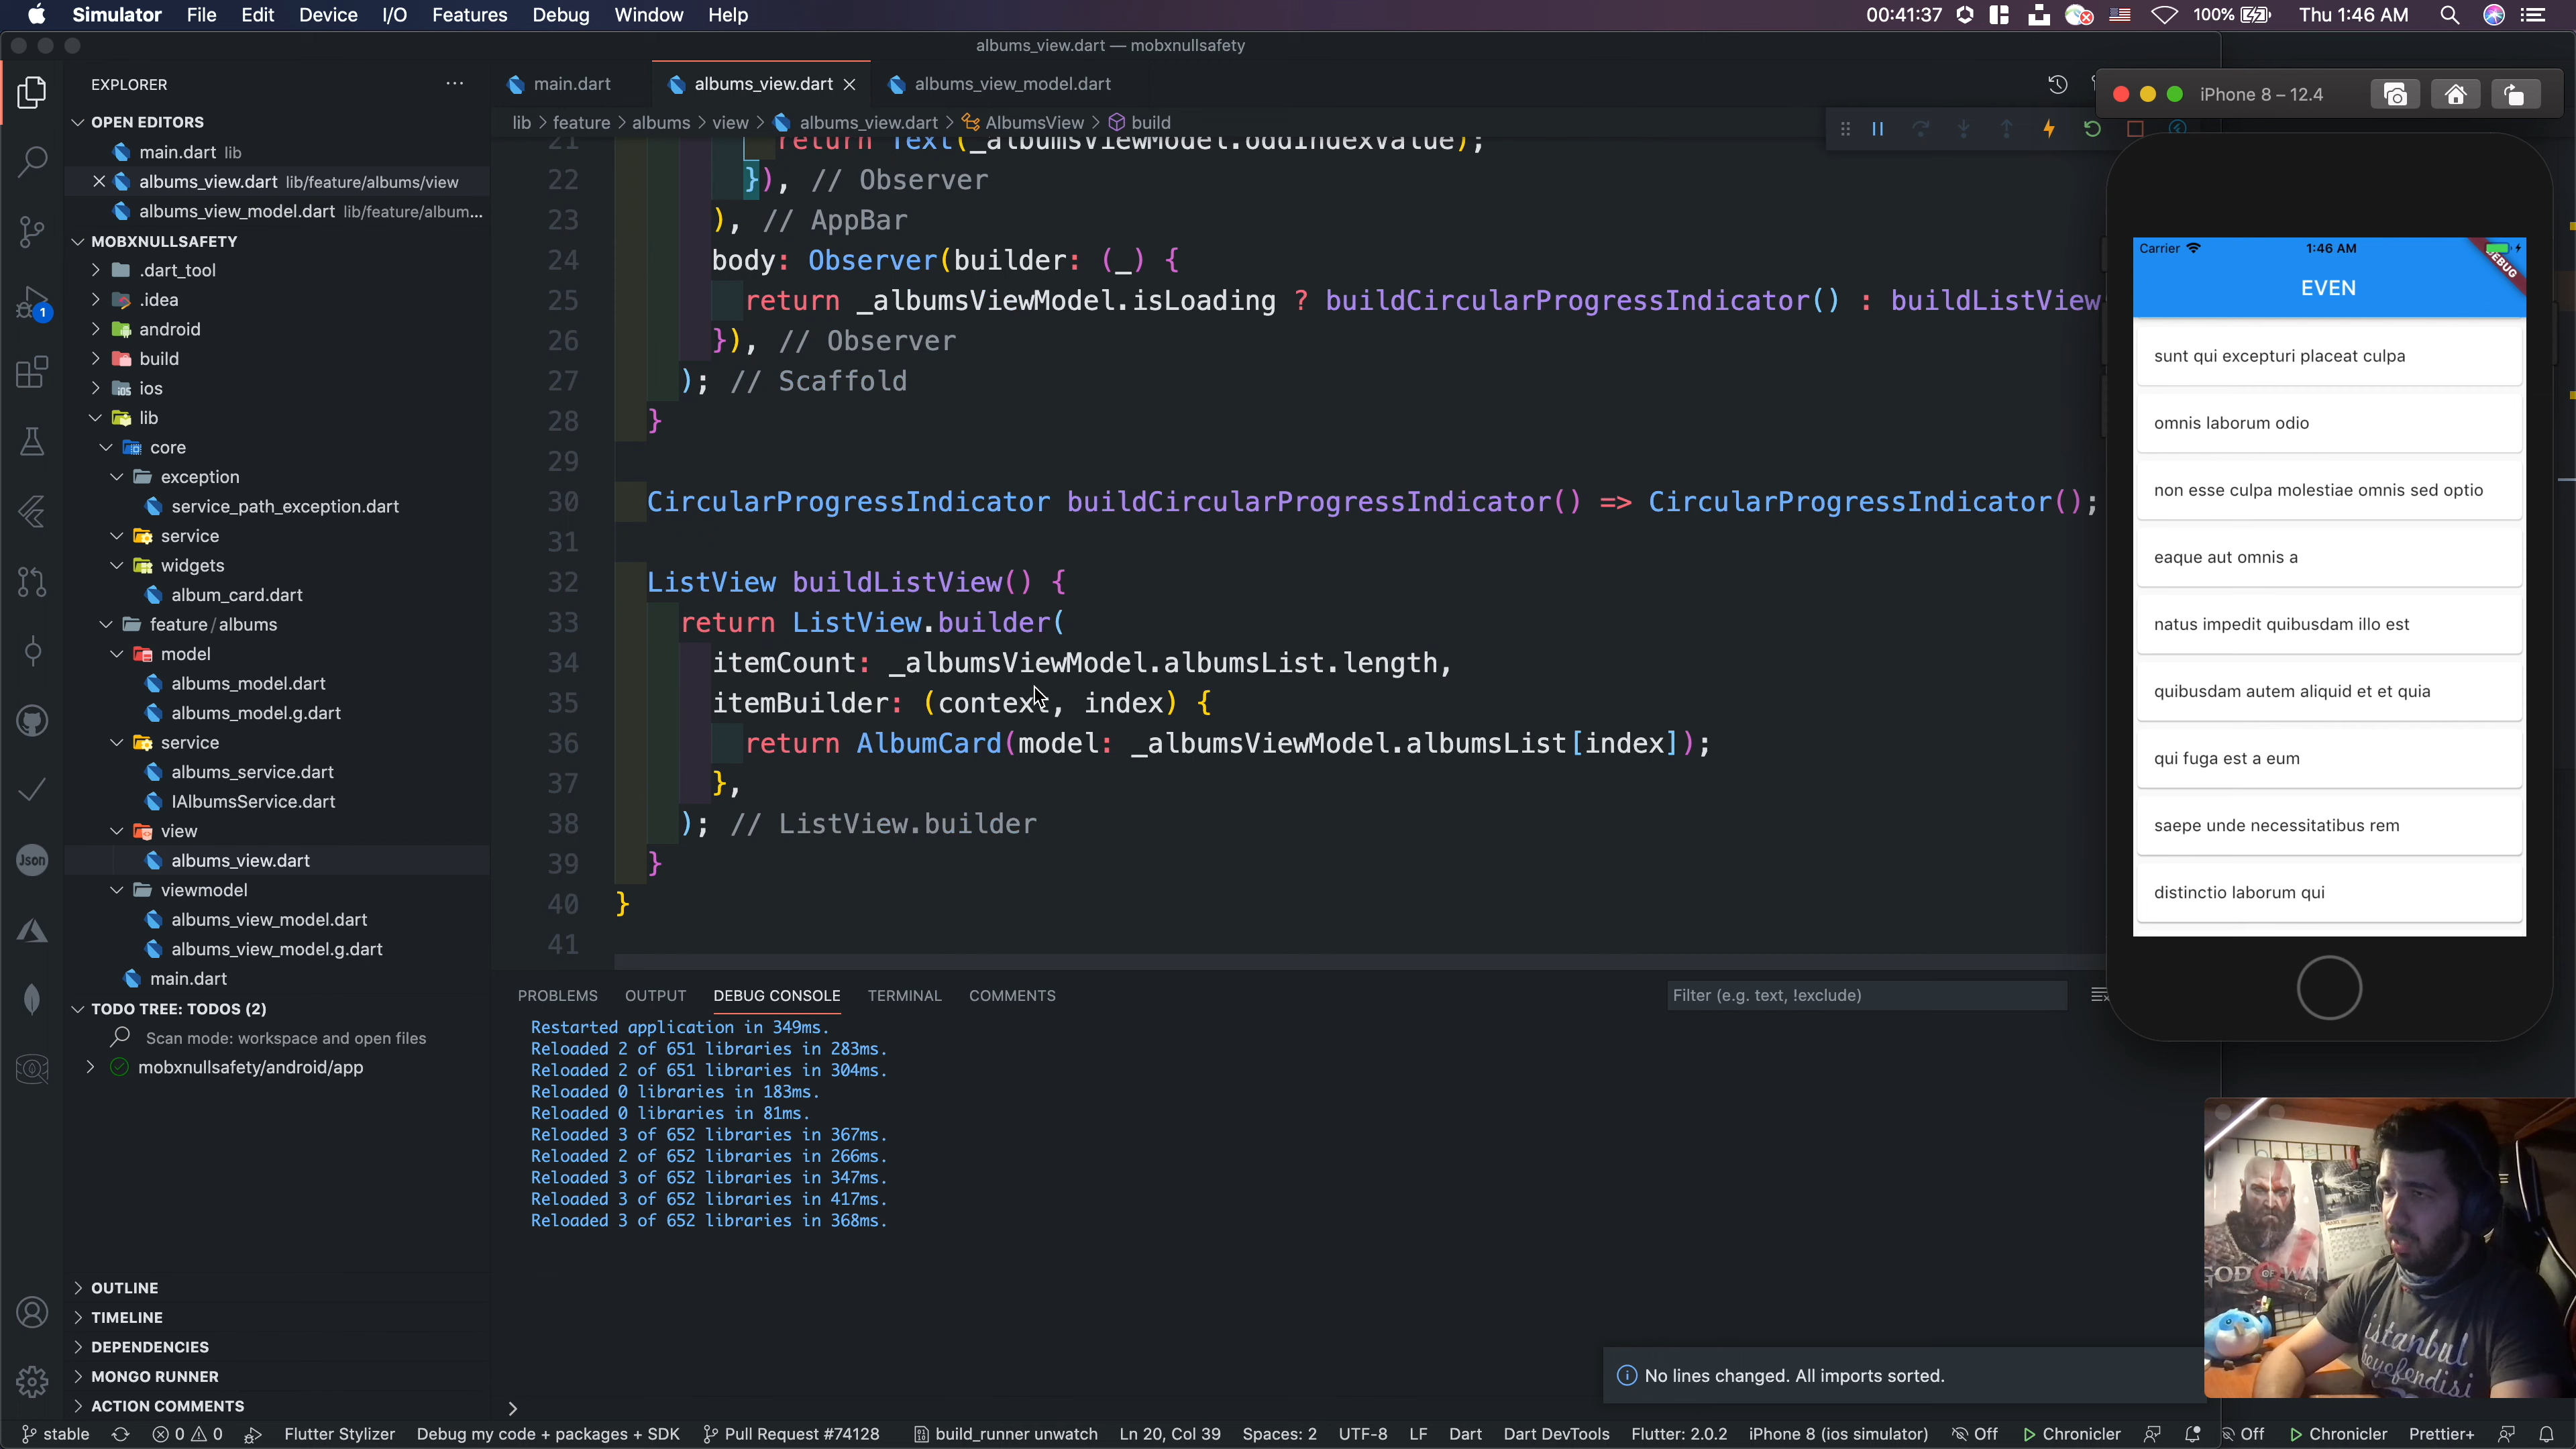 Simulator File Edit Device I/O Features Debug Window Help
00:41:37 100% Thu 1:46 AM
albums_view.dart — mobxnullsafety
EXPLORER
OPEN EDITORS
main.dart lib
albums_view.dart lib/feature/albums/view
albums_view_model.dart lib/feature/album...
MOBXNULLSAFETY
.dart_tool
.idea
android
build
ios
lib
core
exception
service_path_exception.dart
service
widgets
album_card.dart
feature/albums
model
albums_model.dart
albums_model.g.dart
service
albums_service.dart
IAlbumsService.dart
view
albums_view.dart
viewmodel
albums_view_model.dart
albums_view_model.g.dart
main.dart
TODO TREE: TODOS (2)
Scan mode: workspace and open files
mobxnullsafety/android/app
OUTLINE
TIMELINE
DEPENDENCIES
MONGO RUNNER
ACTION COMMENTS
1
Json
main.dart
albums_view.dart
albums_view_model.dart
lib > feature > albums > view > albums_view.dart > AlbumsView > build
21 return Text(_albumsViewModel.oddIndexValue);
22 }), // Observer
23 ), // AppBar
24 body: Observer(builder: (_) {
25 return _albumsViewModel.isLoading ? buildCircularProgressIndicator() : buildListView
26 }), // Observer
27 ); // Scaffold
28 }
29
30 CircularProgressIndicator buildCircularProgressIndicator() => CircularProgressIndicator();
31
32 ListView buildListView() {
33 return ListView.builder(
34 itemCount: _albumsViewModel.albumsList.length,
35 itemBuilder: (context, index) {
36 return AlbumCard(model: _albumsViewModel.albumsList[index]);
37 },
38 ); // ListView.builder
39 }
40 }
41
PROBLEMS OUTPUT DEBUG CONSOLE TERMINAL COMMENTS
Filter (e.g. text, !exclude)
Restarted application in 349ms.
Reloaded 2 of 651 libraries in 283ms.
Reloaded 2 of 651 libraries in 304ms.
Reloaded 0 libraries in 183ms.
Reloaded 0 libraries in 81ms.
Reloaded 3 of 652 libraries in 367ms.
Reloaded 2 of 652 libraries in 266ms.
Reloaded 3 of 652 libraries in 347ms.
Reloaded 3 of 652 libraries in 417ms.
Reloaded 3 of 652 libraries in 368ms.
iPhone 8 – 12.4
Carrier 1:46 AM
DEBUG
EVEN
sunt qui excepturi placeat culpa
omnis laborum odio
non esse culpa molestiae omnis sed optio
eaque aut omnis a
natus impedit quibusdam illo est
quibusdam autem aliquid et et quia
qui fuga est a eum
saepe unde necessitatibus rem
distinctio laborum qui
GOD OF WAR
istanbul
beyefendisi
No lines changed. All imports sorted.
stable 0 0 Flutter Stylizer Debug my code + packages + SDK Pull Request #74128 build_runner unwatch Ln 20, Col 39 Spaces: 2 UTF-8 LF Dart Dart DevTools Flutter: 2.0.2 iPhone 8 (ios simulator) Off Chronicler Off Chronicler Prettier+